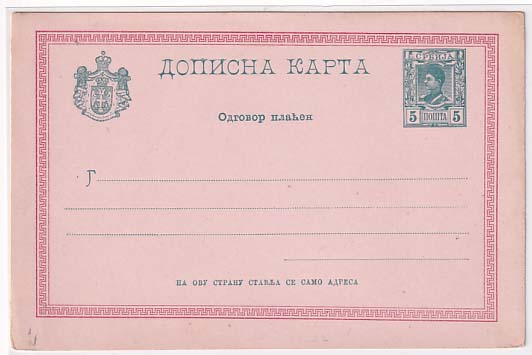 ДОПИСНА КАРТА
СРБИЈА
5 ПОШТА 5
Одговор плаћен
Г
НА ОВУ СТРАНУ СТАВЉА СЕ САМО АДРЕСА